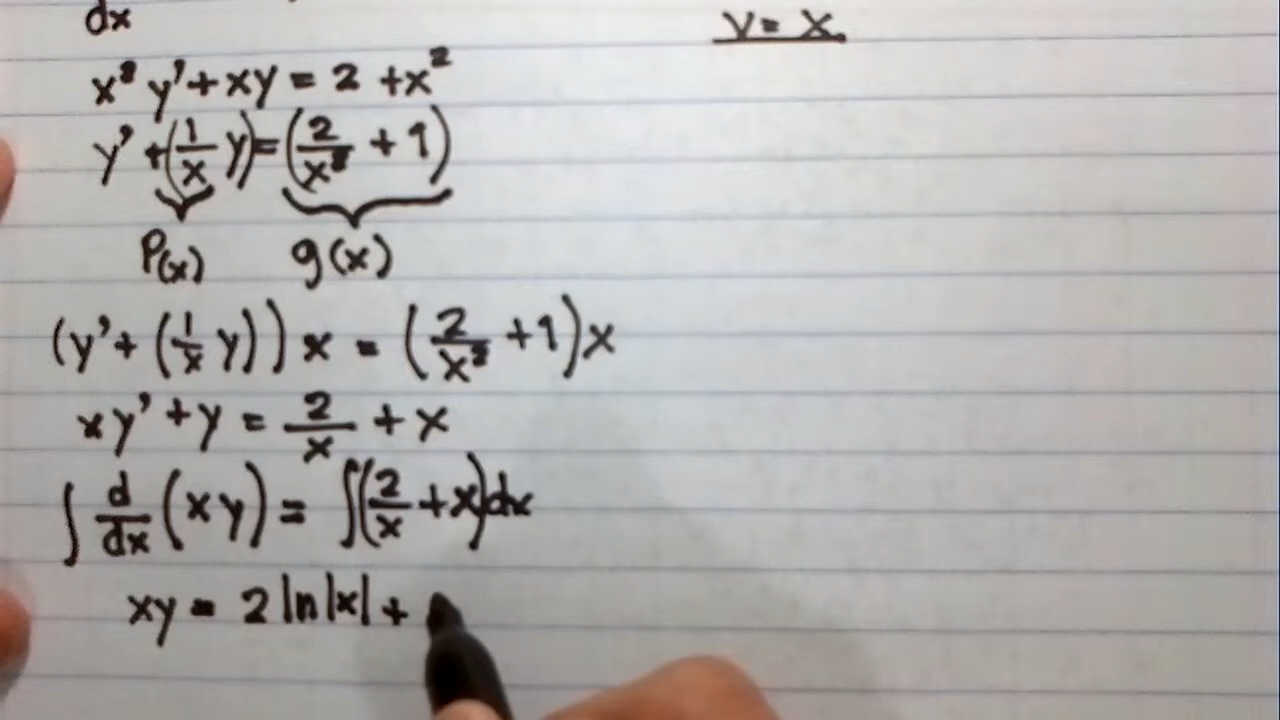 dx
v = x
x² y' + xy = 2 + x²
y' + (1/x y) = (2/x² + 1)
P(x) g(x)
(y' + (1/x y)) x = (2/x² + 1) x
xy' + y = 2/x + x
∫ d/dx (xy) = ∫(2/x + x) dx
xy = 2 ln |x| +